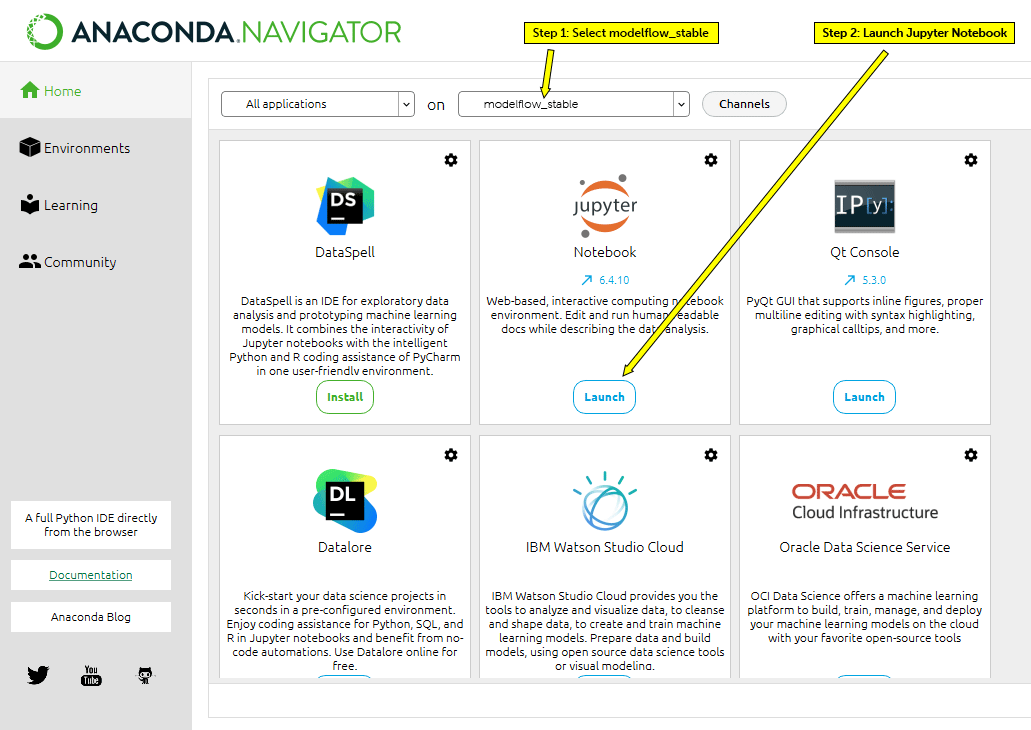 ANACONDA.NAVIGATOR
Step 1: Select modelflow_stable
Step 2: Launch Jupyter Notebook
Home
Environments
Learning
Community
All applications
on
modelflow_stable
Channels
DS
DataSpell
DataSpell is an IDE for exploratory data
analysis and prototyping machine learning
models. It combines the interactivity of
Jupyter notebooks with the intelligent
Python and R coding assistance of PyCharm
in one user-friendly environment.
Install
jupyter
Notebook
6.4.10
Web-based, interactive computing notebook
environment. Edit and run human-readable
docs while describing the data analysis.
Launch
IP[y]:
Qt Console
5.3.0
PyQt GUI that supports inline figures, proper
multiline editing with syntax highlighting,
graphical calltips, and more.
Launch
DL
Datalore
Kick-start your data science projects in
seconds in a pre-configured environment.
Enjoy coding assistance for Python, SQL, and
R in Jupyter notebooks and benefit from no-
code automations. Use Datalore online for
free.
IBM Watson Studio Cloud
IBM Watson Studio Cloud provides you the
tools to analyze and visualize data, to cleanse
and shape data, to create and train machine
learning models. Prepare data and build
models, using open source data science tools
or visual modeling.
ORACLE
Cloud Infrastructure
Oracle Data Science Service
OCI Data Science offers a machine learning
platform to build, train, manage, and deploy
your machine learning models on the cloud
with your favorite open-source tools
A full Python IDE directly
from the browser
Documentation
Anaconda Blog
You
Tube